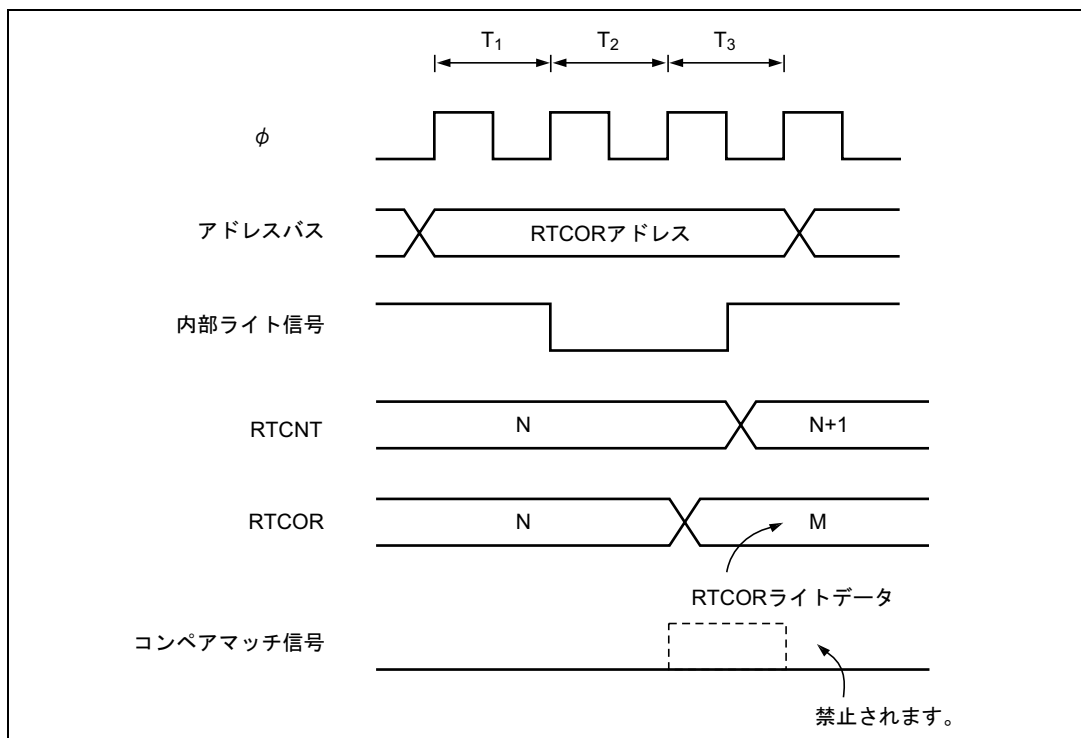 T₁ T₂ T₃
φ
アドレスバス RTCORアドレス
内部ライト信号
RTCNT N N+1
RTCOR N M
RTCORライトデータ
コンペアマッチ信号
禁止されます。